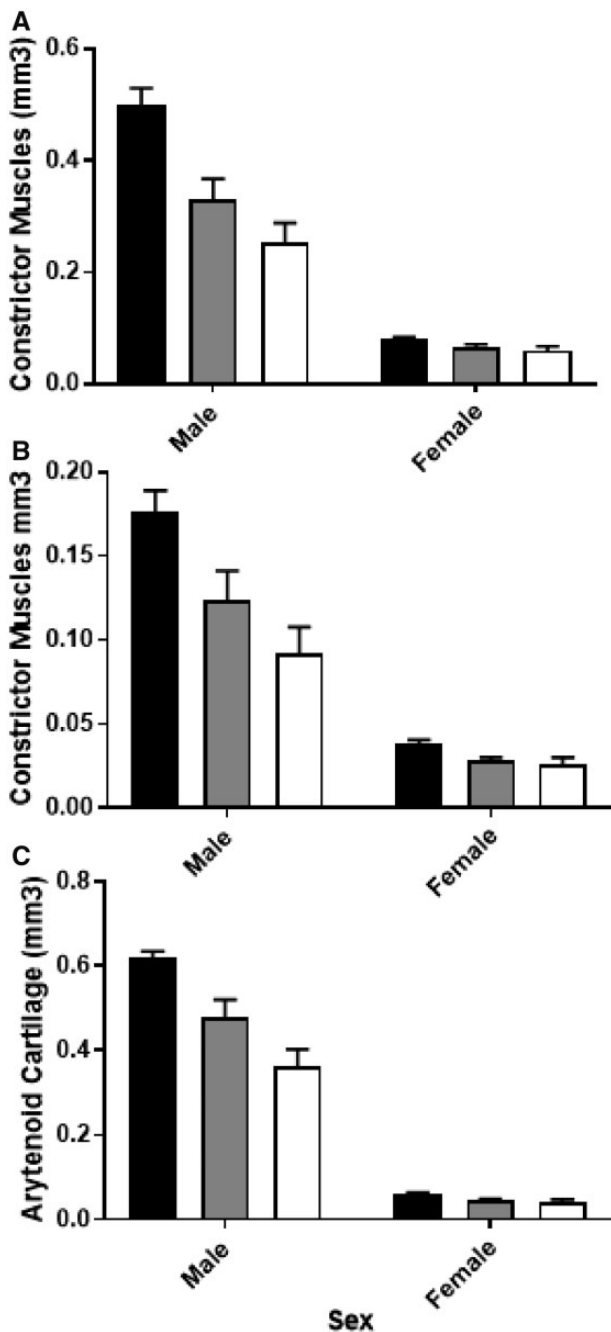 A
Constrictor Muscles (mm3)
0.6
0.4
0.2
0.0
Male
Female
B
Constrictor Muscles mm3
0.20
0.15
0.10
0.05
0.00
Male
Female
C
Arytenoid Cartilage (mm3)
0.8
0.6
0.4
0.2
0.0
Male
Female
Sex